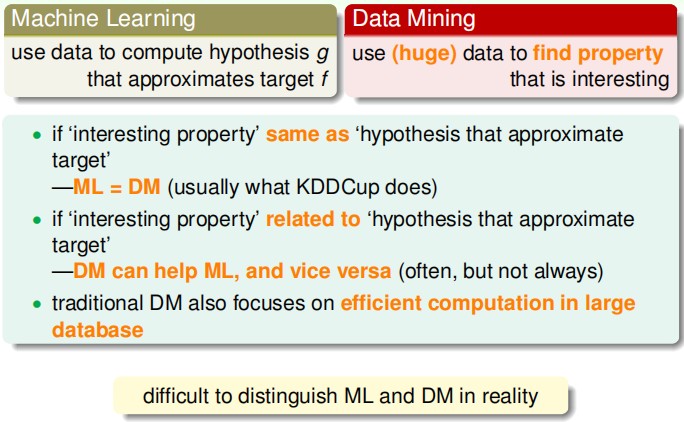 Machine Learning
use data to compute hypothesis g
that approximates target f
Data Mining
use (huge) data to find property
that is interesting
• if ‘interesting property’ same as ‘hypothesis that approximate
target’
—ML = DM (usually what KDDCup does)
• if ‘interesting property’ related to ‘hypothesis that approximate
target’
—DM can help ML, and vice versa (often, but not always)
• traditional DM also focuses on efficient computation in large
database
difficult to distinguish ML and DM in reality